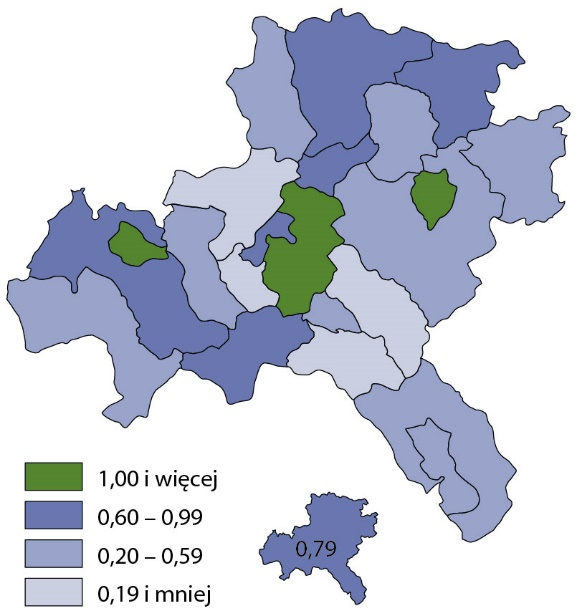 1,00 i więcej
0,60 – 0,99
0,20 – 0,59
0,19 i mniej
0,79